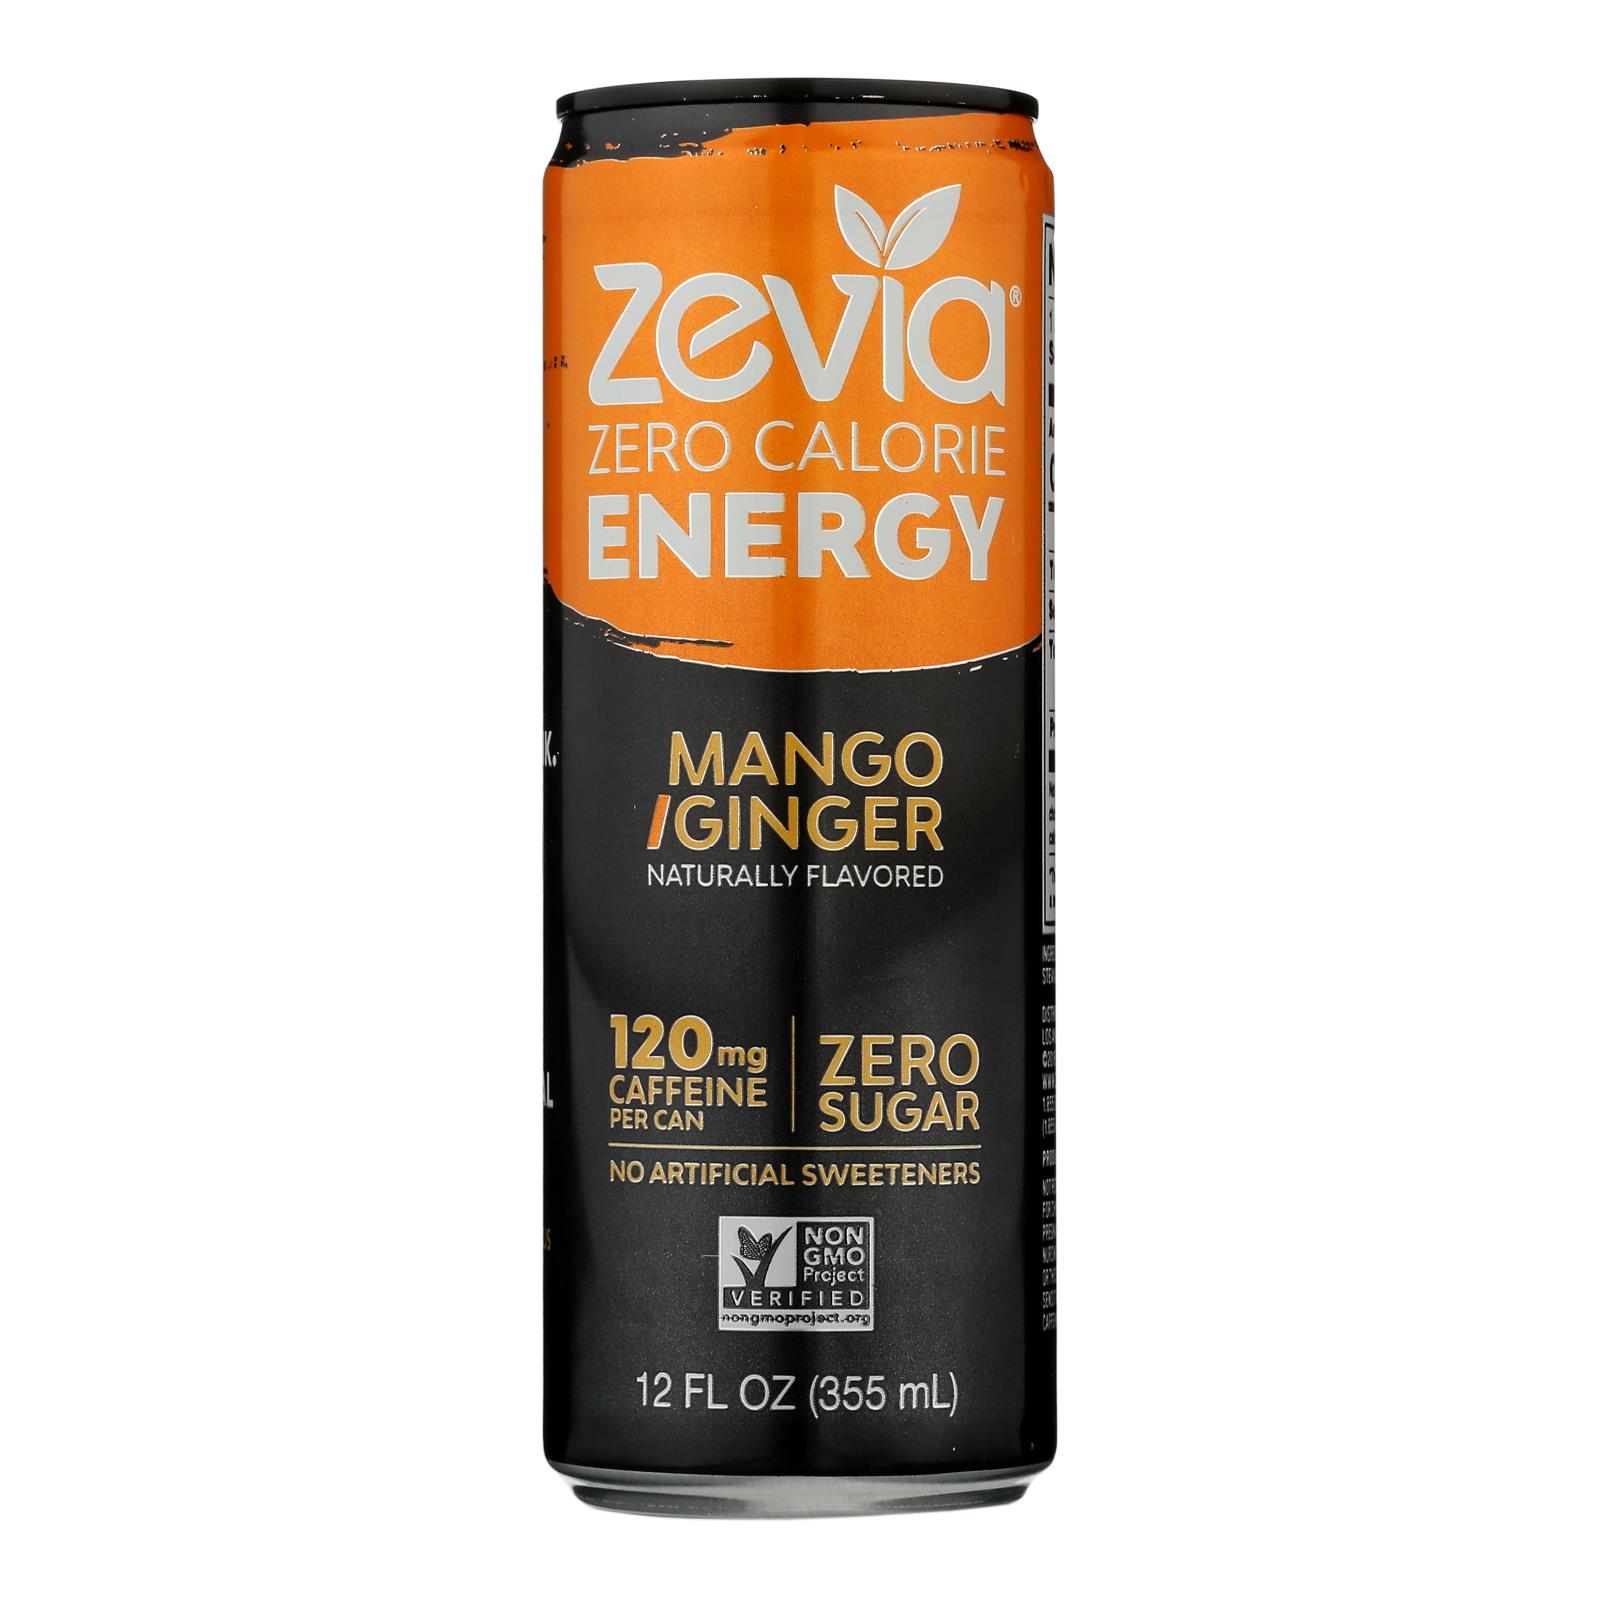 zevia®
ZERO CALORIE
ENERGY
MANGO
/GINGER
NATURALLY FLAVORED
120mg
CAFFEINE
PER CAN
ZERO
SUGAR
NO ARTIFICIAL SWEETENERS
NON
GMO
Project
VERIFIED
nongmoproject.org
12 FL OZ (355 mL)